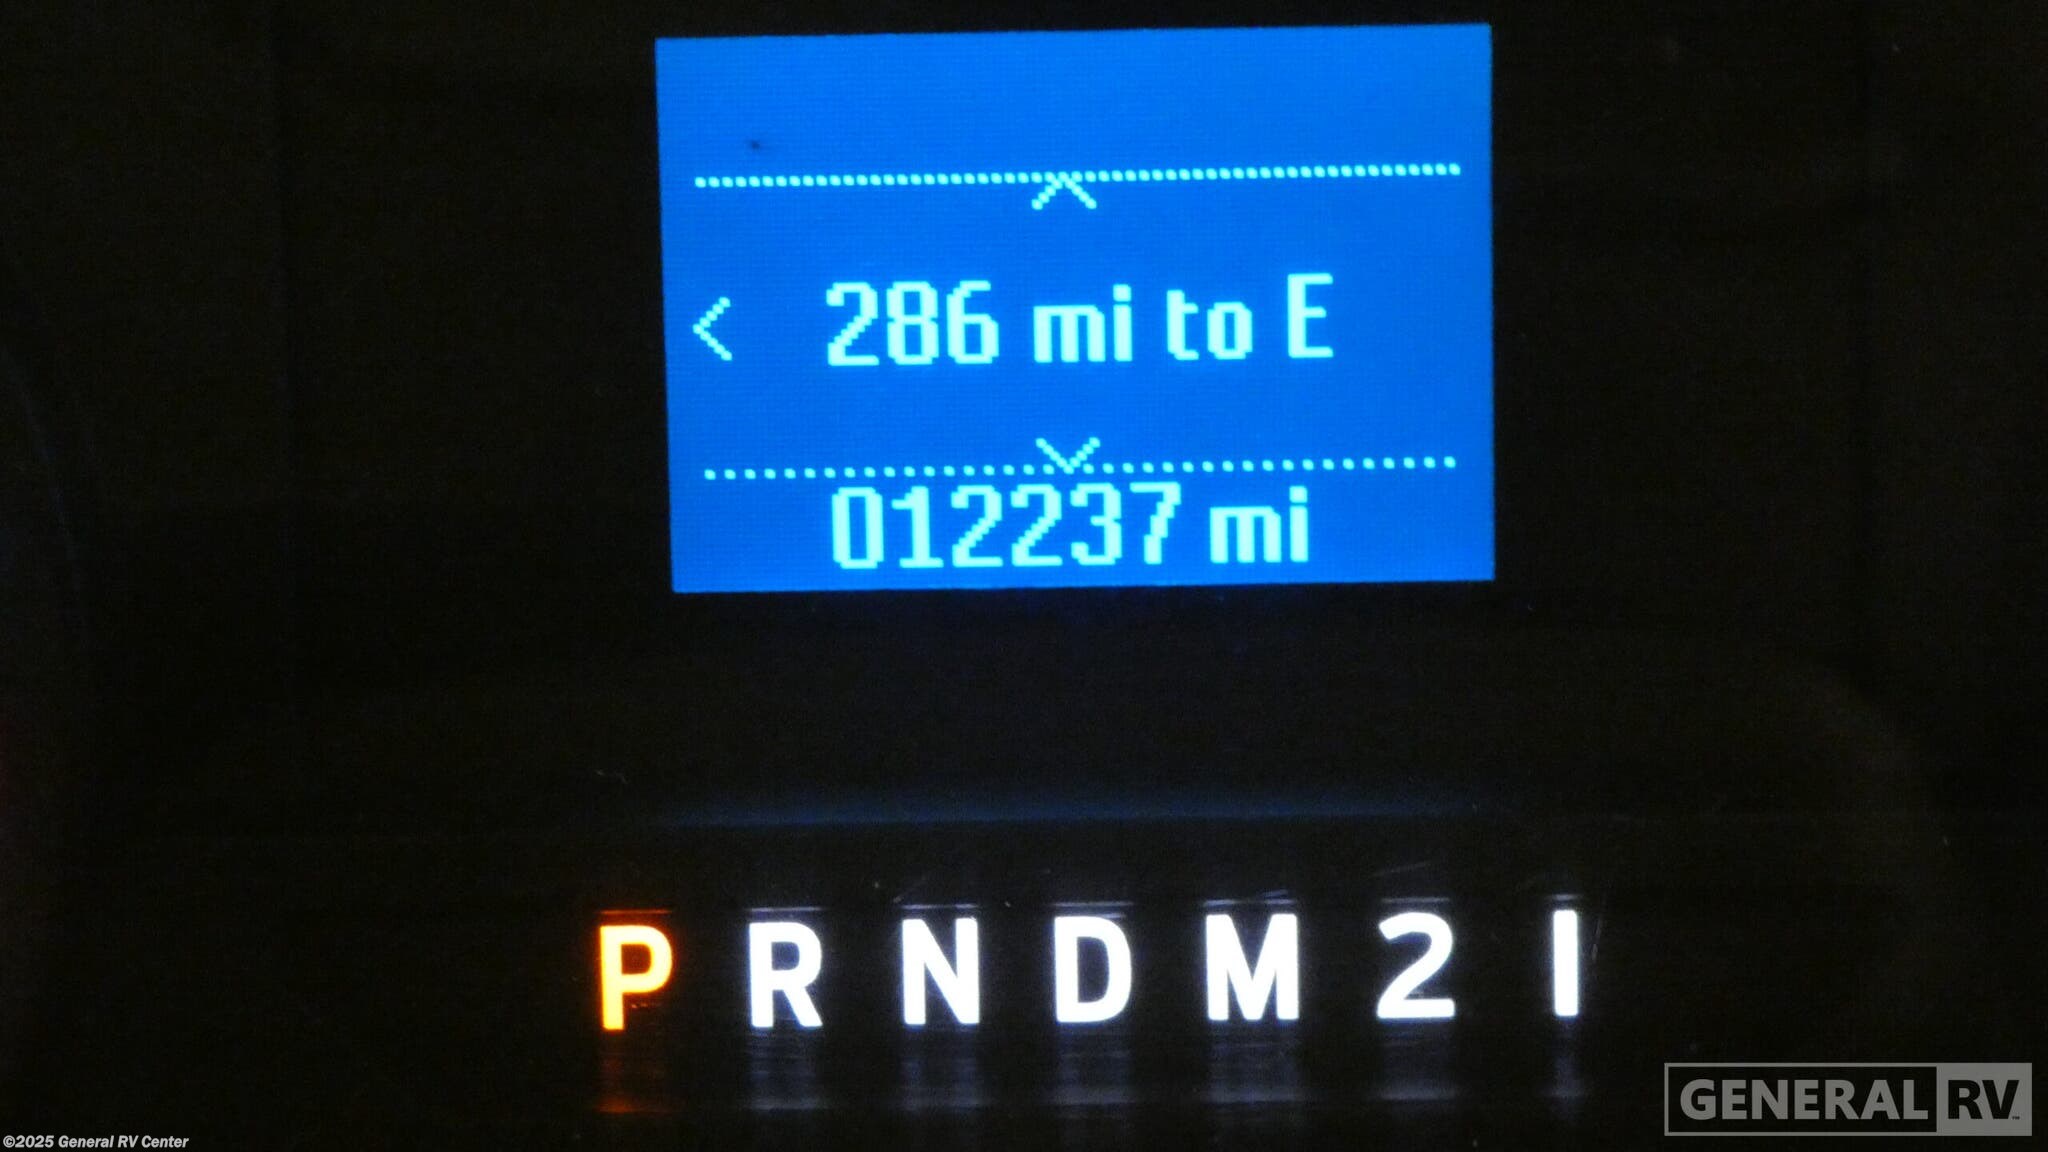 286 mi to E
012237 mi
P R N D M 2 1
GENERAL RV
©2025 General RV Center